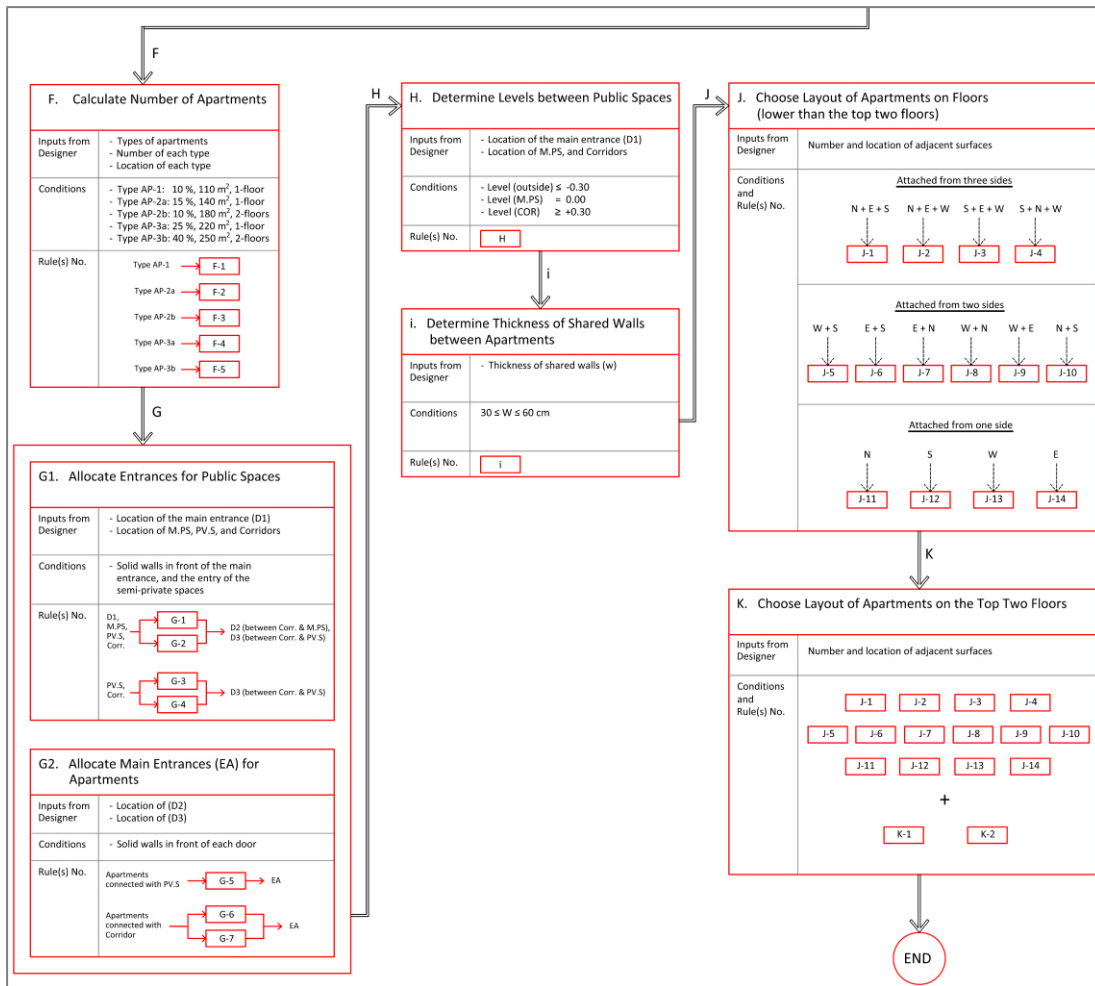 F
F. Calculate Number of Apartments
Inputs from
Designer
- Types of apartments
- Number of each type
- Location of each type
Conditions
- Type AP-1: 10 %, 110 m², 1-floor
- Type AP-2a: 15 %, 140 m², 1-floor
- Type AP-2b: 10 %, 180 m², 2-floors
- Type AP-3a: 25 %, 220 m², 1-floor
- Type AP-3b: 40 %, 250 m², 2-floors
Rule(s) No.
Type AP-1 F-1
Type AP-2a F-2
Type AP-2b F-3
Type AP-3a F-4
Type AP-3b F-5
G
G1. Allocate Entrances for Public Spaces
Inputs from
Designer
- Location of the main entrance (D1)
- Location of M.PS, PV.S, and Corridors
Conditions
- Solid walls in front of the main
entrance, and the entry of the
semi-private spaces
Rule(s) No.
D1,
M.PS,
PV.S,
Corr.
G-1
G-2
D2 (between Corr. & M.PS),
D3 (between Corr. & PV.S)
PV.S,
Corr.
G-3
G-4
D3 (between Corr. & PV.S)
G2. Allocate Main Entrances (EA) for
Apartments
Inputs from
Designer
- Location of (D2)
- Location of (D3)
Conditions
- Solid walls in front of each door
Rule(s) No.
Apartments
connected with PV.S
G-5
EA
Apartments
connected with
Corridor
G-6
G-7
EA
H
H. Determine Levels between Public Spaces
Inputs from
Designer
- Location of the main entrance (D1)
- Location of M.PS, and Corridors
Conditions
- Level (outside) ≤ -0.30
- Level (M.PS) = 0.00
- Level (COR) ≥ +0.30
Rule(s) No.
H
i
i. Determine Thickness of Shared Walls
between Apartments
Inputs from
Designer
- Thickness of shared walls (w)
Conditions
30 ≤ W ≤ 60 cm
Rule(s) No.
i
J
J. Choose Layout of Apartments on Floors
(lower than the top two floors)
Inputs from
Designer
Number and location of adjacent surfaces
Conditions
and
Rule(s) No.
Attached from three sides
N + E + S N + E + W S + E + W S + N + W
J-1 J-2 J-3 J-4
Attached from two sides
W + S E + S E + N W + N W + E N + S
J-5 J-6 J-7 J-8 J-9 J-10
Attached from one side
N S W E
J-11 J-12 J-13 J-14
K
K. Choose Layout of Apartments on the Top Two Floors
Inputs from
Designer
Number and location of adjacent surfaces
Conditions
and
Rule(s) No.
J-1 J-2 J-3 J-4
J-5 J-6 J-7 J-8 J-9 J-10
J-11 J-12 J-13 J-14
+
K-1 K-2
END